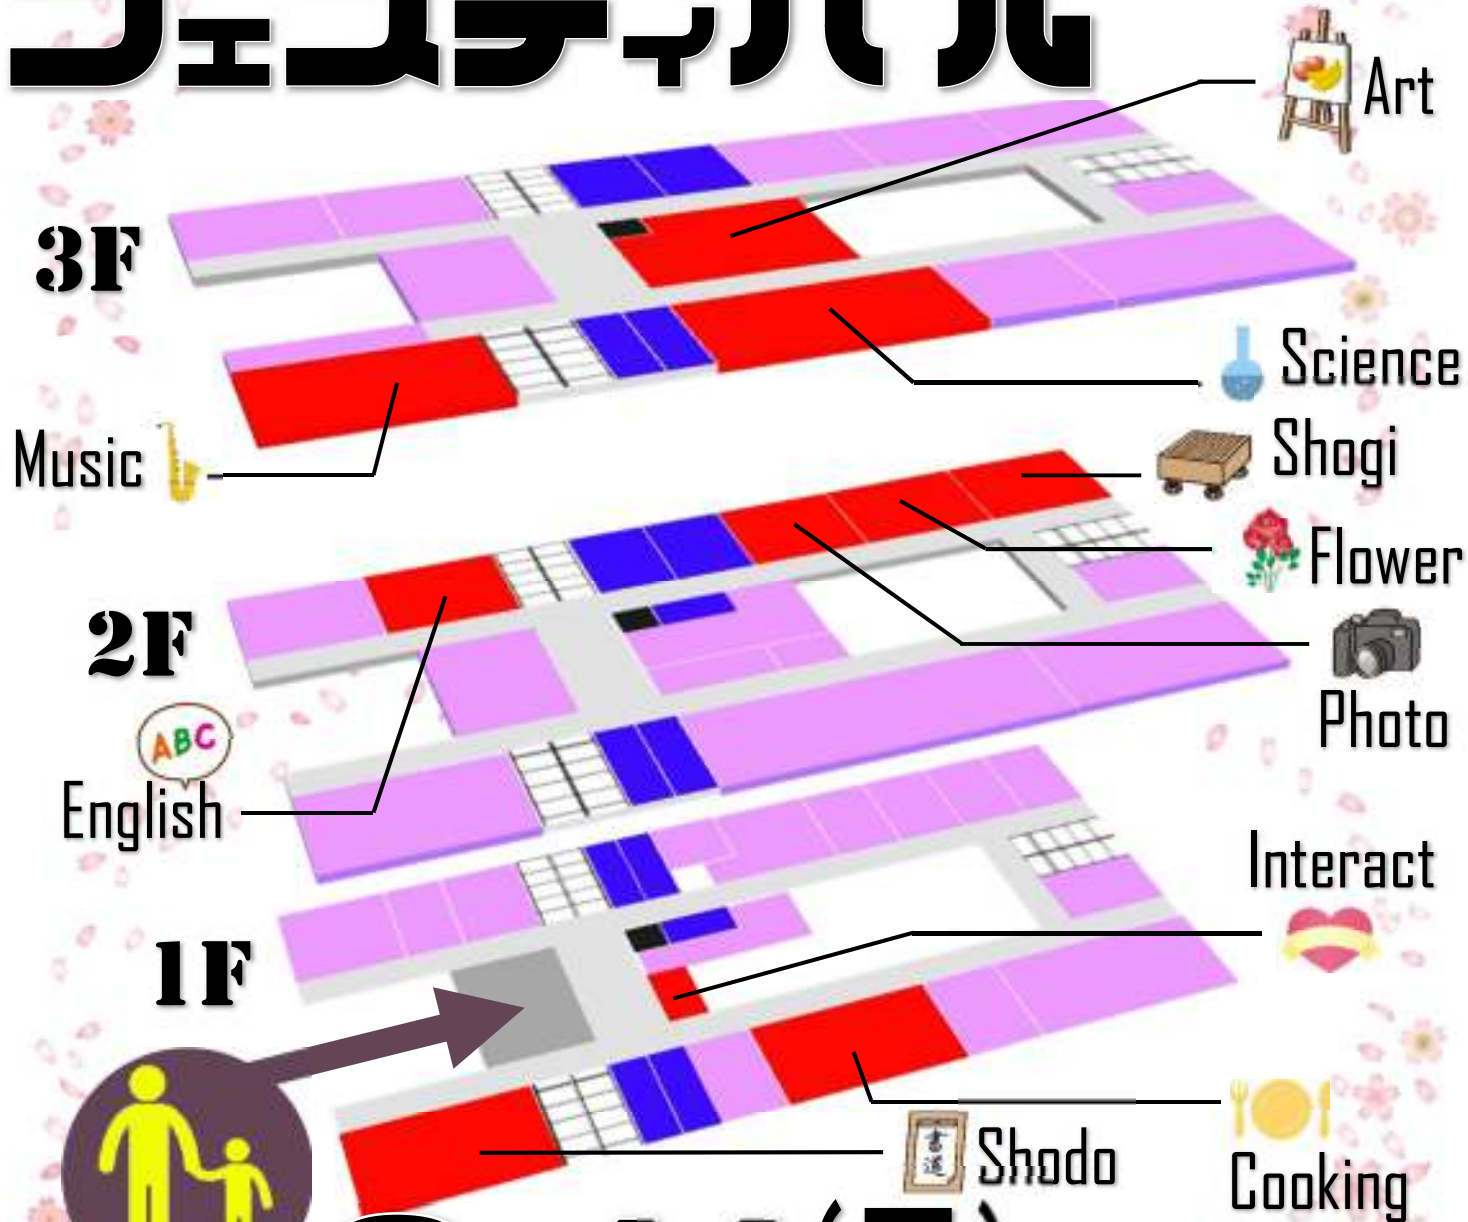 フェスティバル
Art
3F
Science
Music
Shogi
Flower
2F
Photo
ABC
English
Interact
1F
Shodo
Cooking